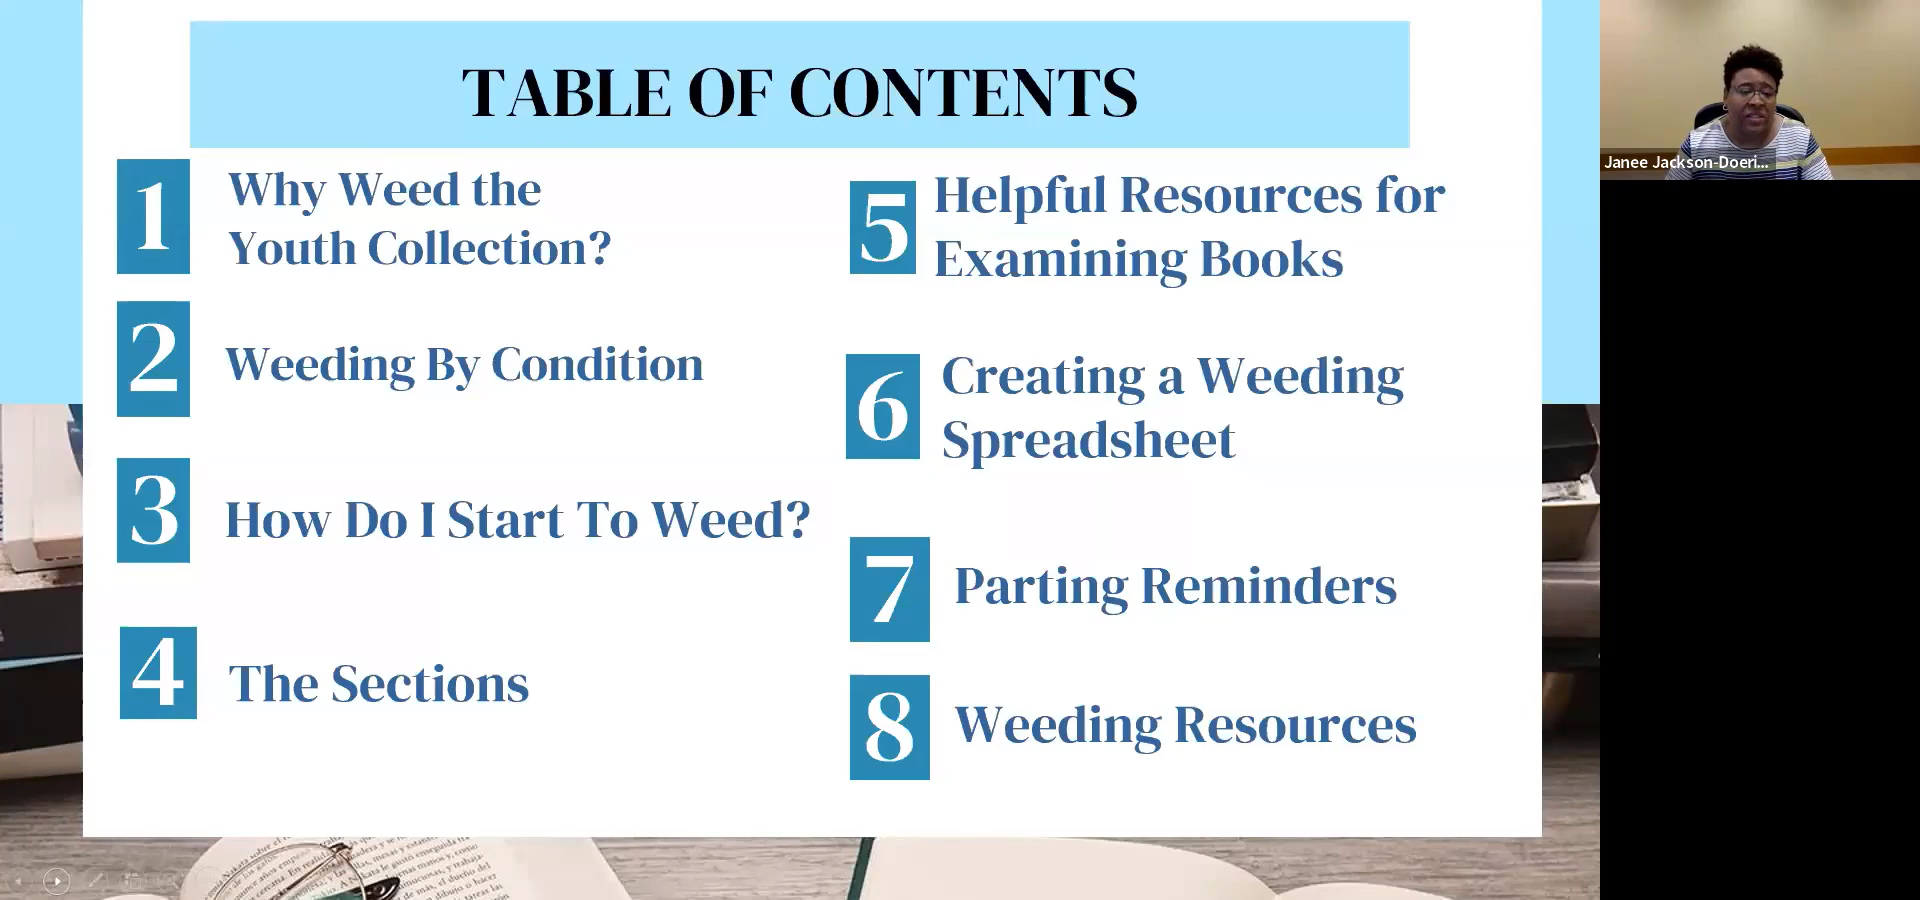 TABLE OF CONTENTS
1
Why Weed the
Youth Collection?
2
Weeding By Condition
3
How Do I Start To Weed?
4
The Sections
5
Helpful Resources for
Examining Books
6
Creating a Weeding
Spreadsheet
7
Parting Reminders
8
Weeding Resources
Janee Jackson-Doeri...